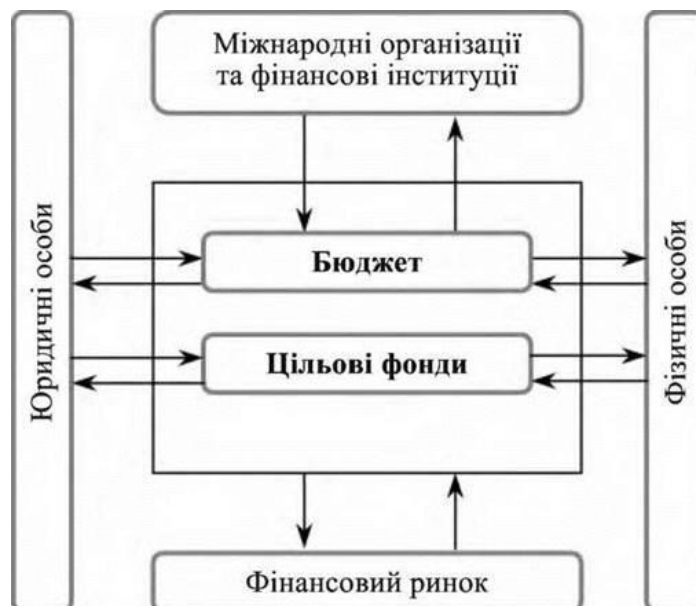 Міжнародні організації
та фінансові інституції
Юридичні особи
Бюджет
Цільові фонди
Фізичні особи
Фінансовий ринок